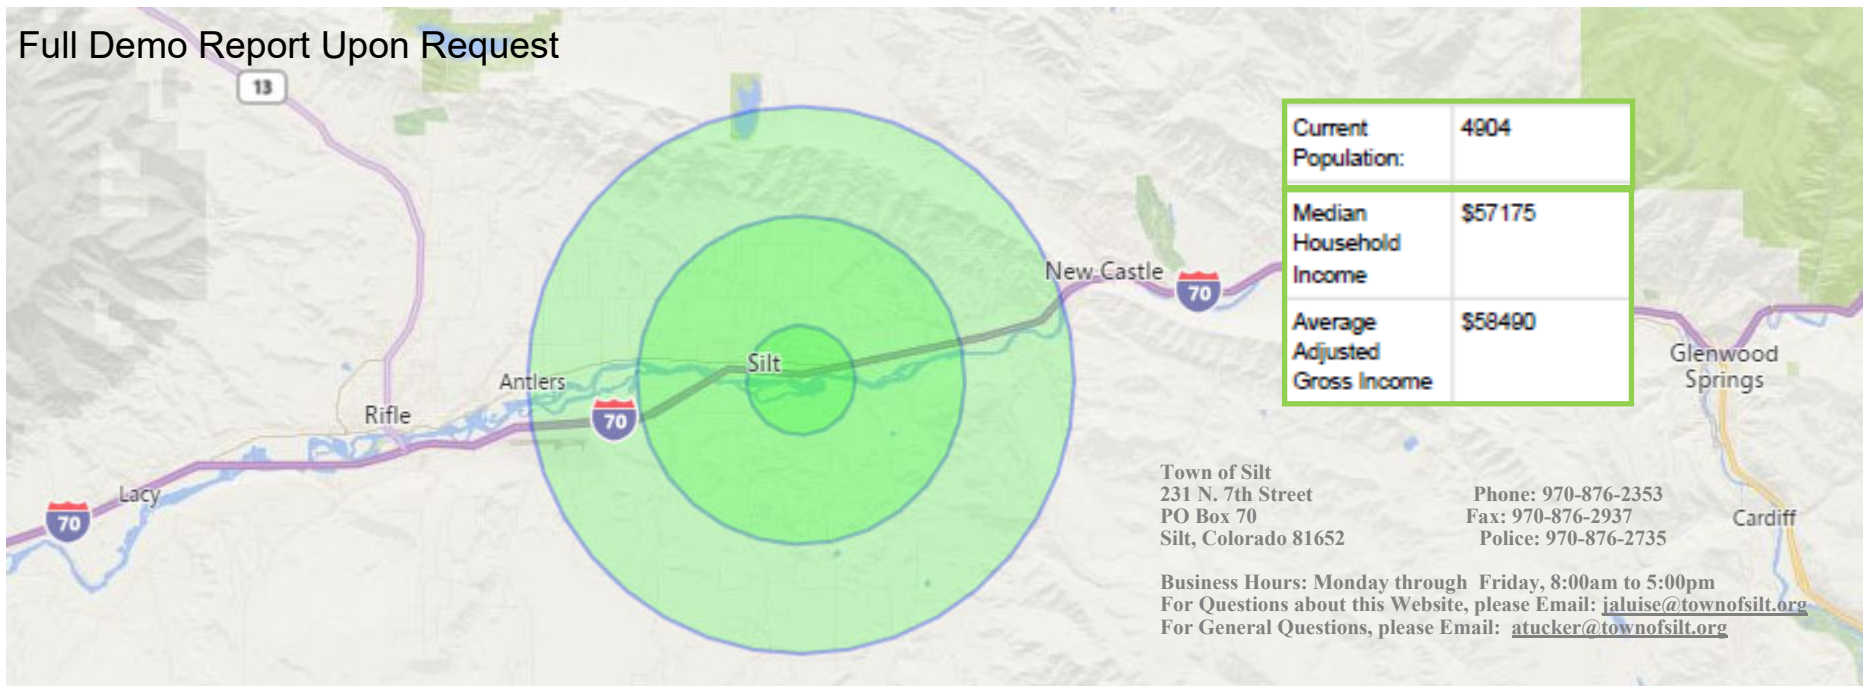 Full Demo Report Upon Request
13
Current
Population:
4904
Median
Household
Income
$57175
Average
Adjusted
Gross Income
$58490
New Castle
70
Silt
Antlers
70
Rifle
Lacy
70
Glenwood
Springs
Cardiff
Town of Silt
231 N. 7th Street
Phone: 970-876-2353
PO Box 70
Fax: 970-876-2937
Silt, Colorado 81652
Police: 970-876-2735
Business Hours: Monday through Friday, 8:00am to 5:00pm
For Questions about this Website, please Email: jaluise@townofsilt.org
For General Questions, please Email: atucker@townofsilt.org